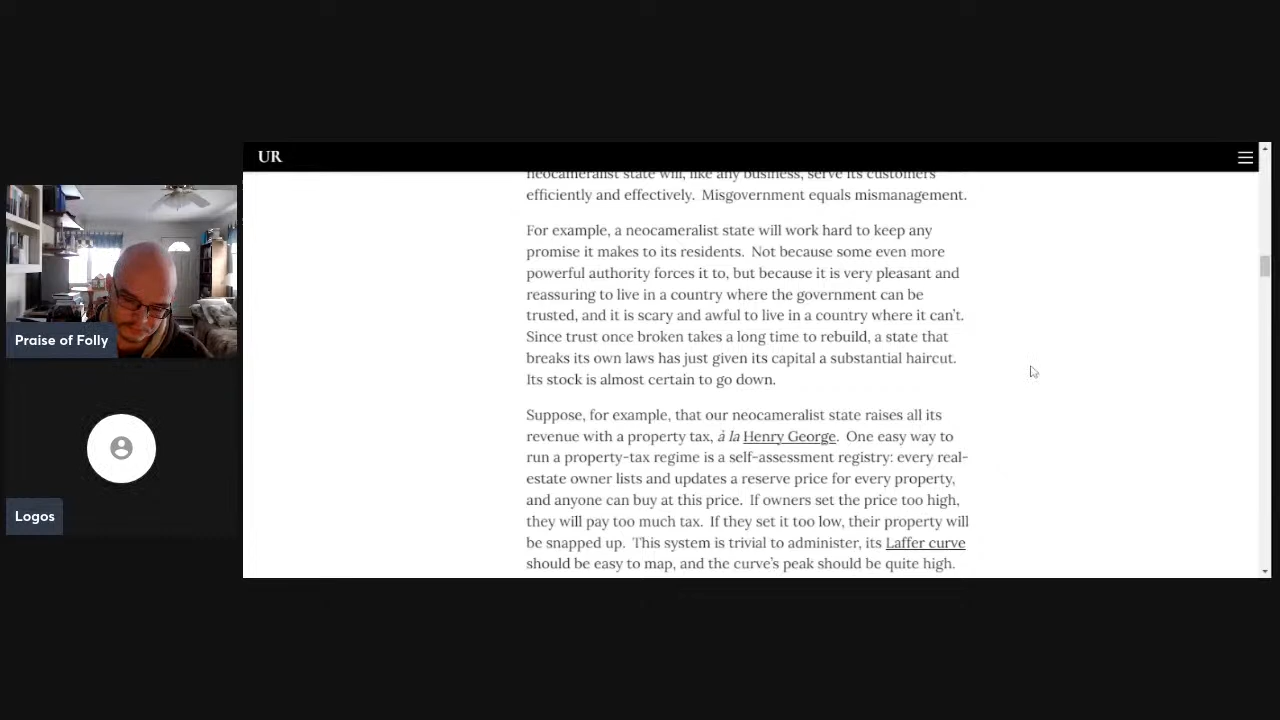 UR
neocameralist state will, like any business, serve its customers
efficiently and effectively. Misgovernment equals mismanagement.
For example, a neocameralist state will work hard to keep any
promise it makes to its residents. Not because some even more
powerful authority forces it to, but because it is very pleasant and
reassuring to live in a country where the government can be
trusted, and it is scary and awful to live in a country where it can’t.
Since trust once broken takes a long time to rebuild, a state that
breaks its own laws has just given its capital a substantial haircut.
Its stock is almost certain to go down.
Suppose, for example, that our neocameralist state raises all its
revenue with a property tax, à la Henry George. One easy way to
run a property-tax regime is a self-assessment registry: every real-
estate owner lists and updates a reserve price for every property,
and anyone can buy at this price. If owners set the price too high,
they will pay too much tax. If they set it too low, their property will
be snapped up. This system is trivial to administer, its Laffer curve
should be easy to map, and the curve’s peak should be quite high.
Praise of Folly
Logos